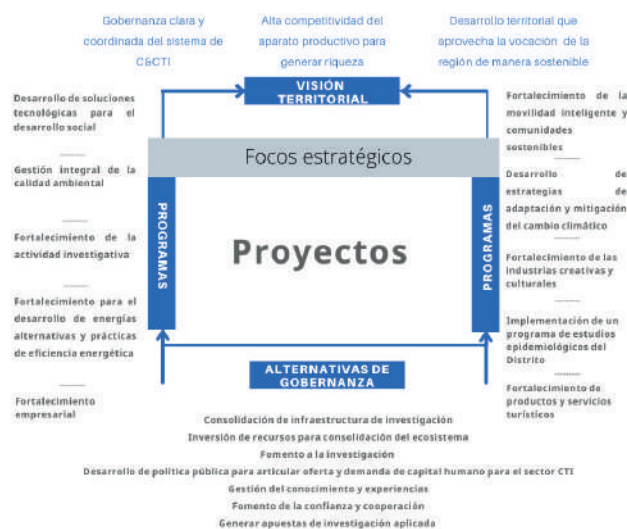 Gobernanza clara y
coordinada del sistema de
C&CTI
Alta competitividad del
aparato productivo para
generar riqueza
Desarrollo territorial que
aprovecha la vocación de la
región de manera sostenible
VISIÓN
TERRITORIAL
Desarrollo de soluciones
tecnológicas para el
desarrollo social
Gestión integral de la
calidad ambiental
Fortalecimiento de la
actividad investigativa
Fortalecimiento para el
desarrollo de energías
alternativas y prácticas
de eficiencia energética
Fortalecimiento
empresarial
Focos estratégicos
PROGRAMAS
Proyectos
PROGRAMAS
Fortalecimiento de la
movilidad inteligente y
comunidades
sostenibles
Desarrollo de
estrategias de
adaptación y mitigación
del cambio climático
Fortalecimiento de las
industrias creativas y
culturales
Implementación de un
programa de estudios
epidemiológicos del
Distrito
Fortalecimiento de
productos y servicios
turísticos
ALTERNATIVAS DE
GOBERNANZA
Consolidación de infraestructura de investigación
Inversión de recursos para consolidación del ecosistema
Fomento a la investigación
Desarrollo de política pública para articular oferta y demanda de capital humano para el sector CTI
Gestión del conocimiento y experiencias
Fomento de la confianza y cooperación
Generar apuestas de investigación aplicada